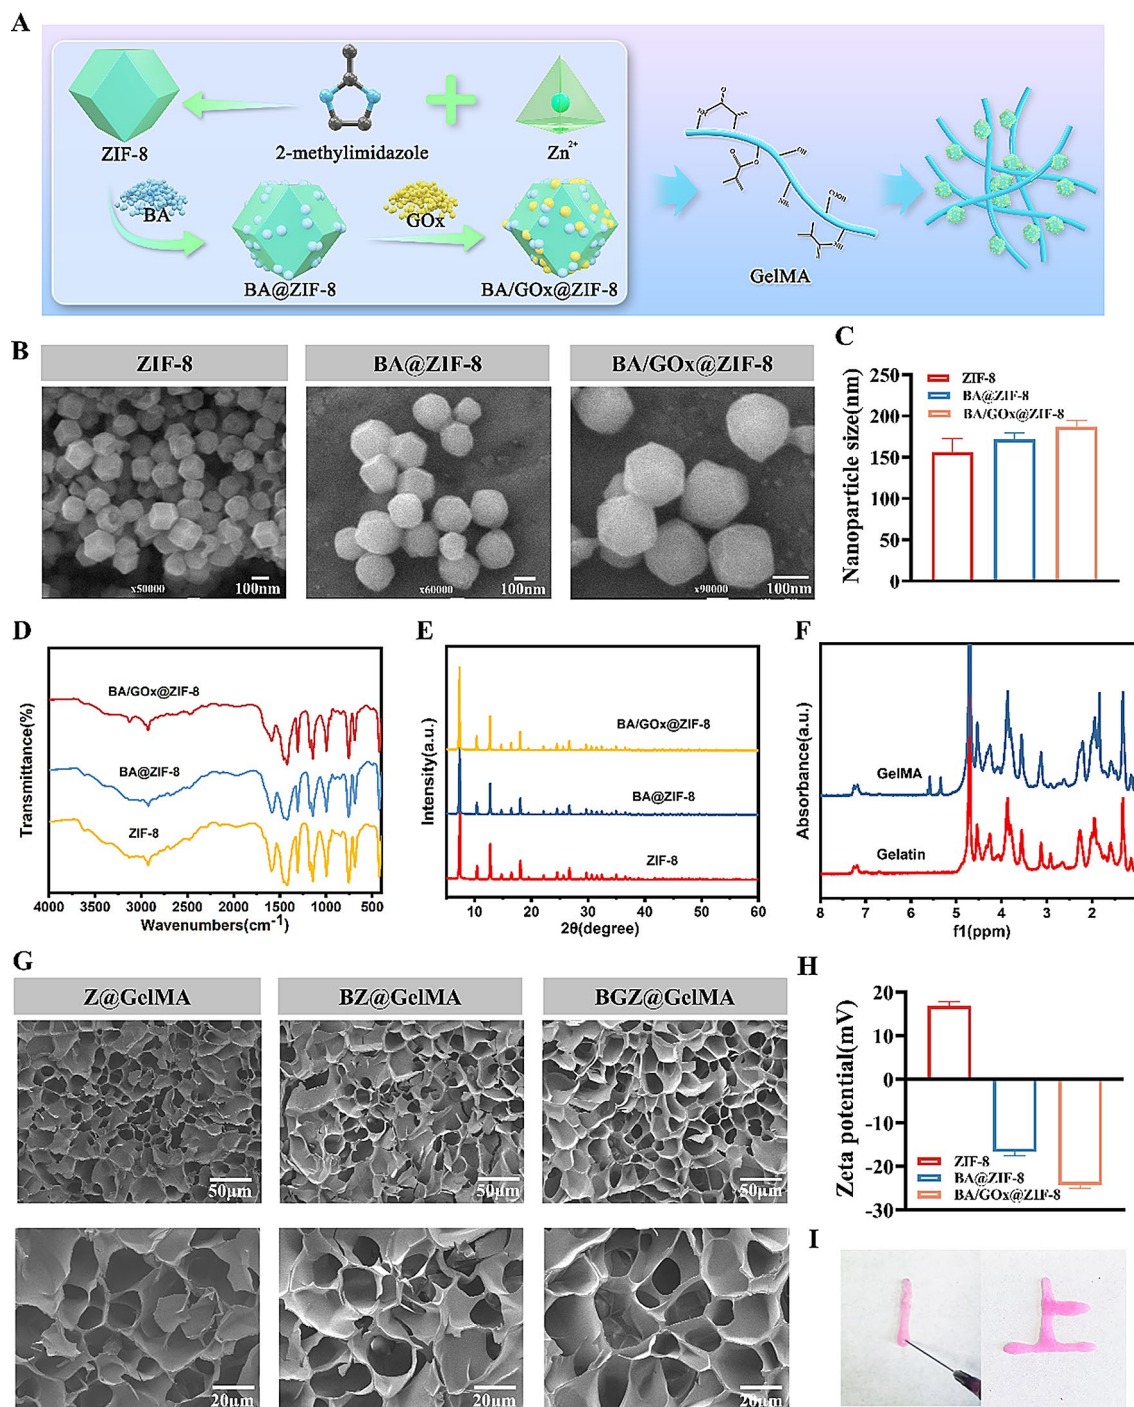 A
ZIF-8
2-methylimidazole
Zn²⁺
BA
GOx
BA@ZIF-8
BA/GOx@ZIF-8
GelMA
O
NH
O
O
OH
NH₂
COOH
NH
B
ZIF-8
BA@ZIF-8
BA/GOx@ZIF-8
x50000
100nm
x60000
100nm
x90000
100nm
C
Nanoparticle size(nm)
250
200
150
100
50
0
ZIF-8
BA@ZIF-8
BA/GOx@ZIF-8
D
Transmittance(%)
BA/GOx@ZIF-8
BA@ZIF-8
ZIF-8
4000 3500 3000 2500 2000 1500 1000 500
Wavenumbers(cm⁻¹)
E
Intensity(a.u.)
BA/GOx@ZIF-8
BA@ZIF-8
ZIF-8
10 20 30 40 50 60
2θ(degree)
F
Absorbance(a.u.)
GelMA
Gelatin
8 7 6 5 4 3 2 1
f1(ppm)
G
Z@GelMA
BZ@GelMA
BGZ@GelMA
50μm
50μm
50μm
20μm
20μm
20μm
H
Zeta potential(mV)
20
10
0
-10
-20
-30
ZIF-8
BA@ZIF-8
BA/GOx@ZIF-8
I